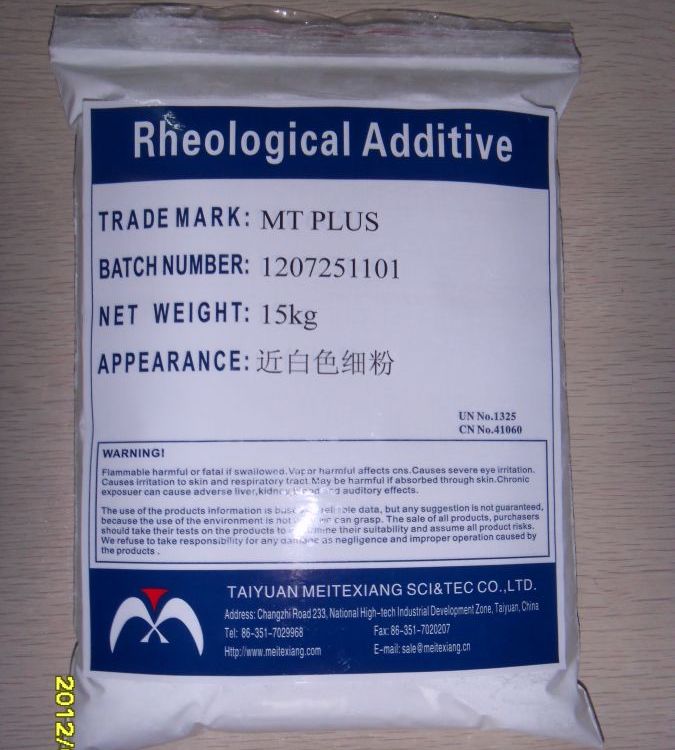 Rheological Additive
TRADE MARK: MT PLUS
BATCH NUMBER: 1207251101
NET WEIGHT: 15kg
APPEARANCE: 近白色细粉
UN No.1325
CN No.41060
WARNING!
Flammable harmful or fatal if swallowed.Vapor harmful affects cns.Causes severe eye irritation.
Causes irritation to skin and respiratory tract.May be harmful if absorbed through skin.Chronic
exposuer can cause adverse liver,kidney,blood and auditory effects.
The use of the products information is reliable data, but any suggestion is not guaranteed,
because the use of the environment is not can grasp. The sale of all products, purchasers
should take their tests on the products to their suitability and assume all product risks.
We refuse to take responsibility for any damage as negligence and improper operation caused by
the products .
TAIYUAN MEITEXIANG SCI&TEC CO.,LTD.
Address: Changzhi Road 233, National High-tech Industrial Development Zone, Taiyuan, China
Tel: 86-351-7029968 Fax: 86-351-7020207
Http://www.meitexiang.com E-mail: sale@meitexiang.cn
2012/